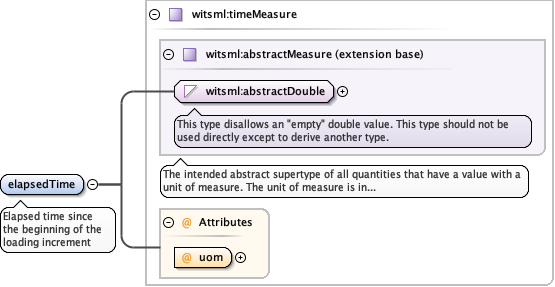 witsml:timeMeasure
witsml:abstractMeasure (extension base)
witsml:abstractDouble
This type disallows an "empty" double value. This type should not be
used directly except to derive another type.
The intended abstract supertype of all quantities that have a value with a
unit of measure. The unit of measure is in...
elapsedTime
Elapsed time since
the beginning of the
loading increment
@ Attributes
@ uom